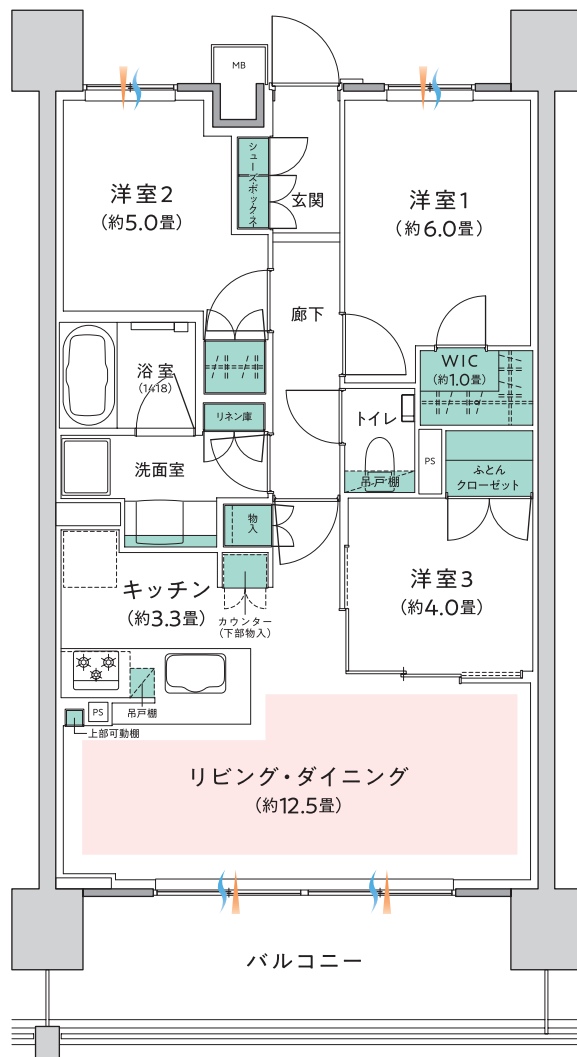 MB
シューズボックス
玄関
洋室2
(約5.0畳)
洋室1
(約6.0畳)
廊下
浴室
(1418)
WIC
(約1.0畳)
リネン庫
トイレ
洗面室
吊戸棚
PS
ふとん
クローゼット
物入
キッチン
(約3.3畳)
カウンター
(下部物入)
洋室3
(約4.0畳)
PS
吊戸棚
上部可動棚
リビング・ダイニング
(約12.5畳)
バルコニー